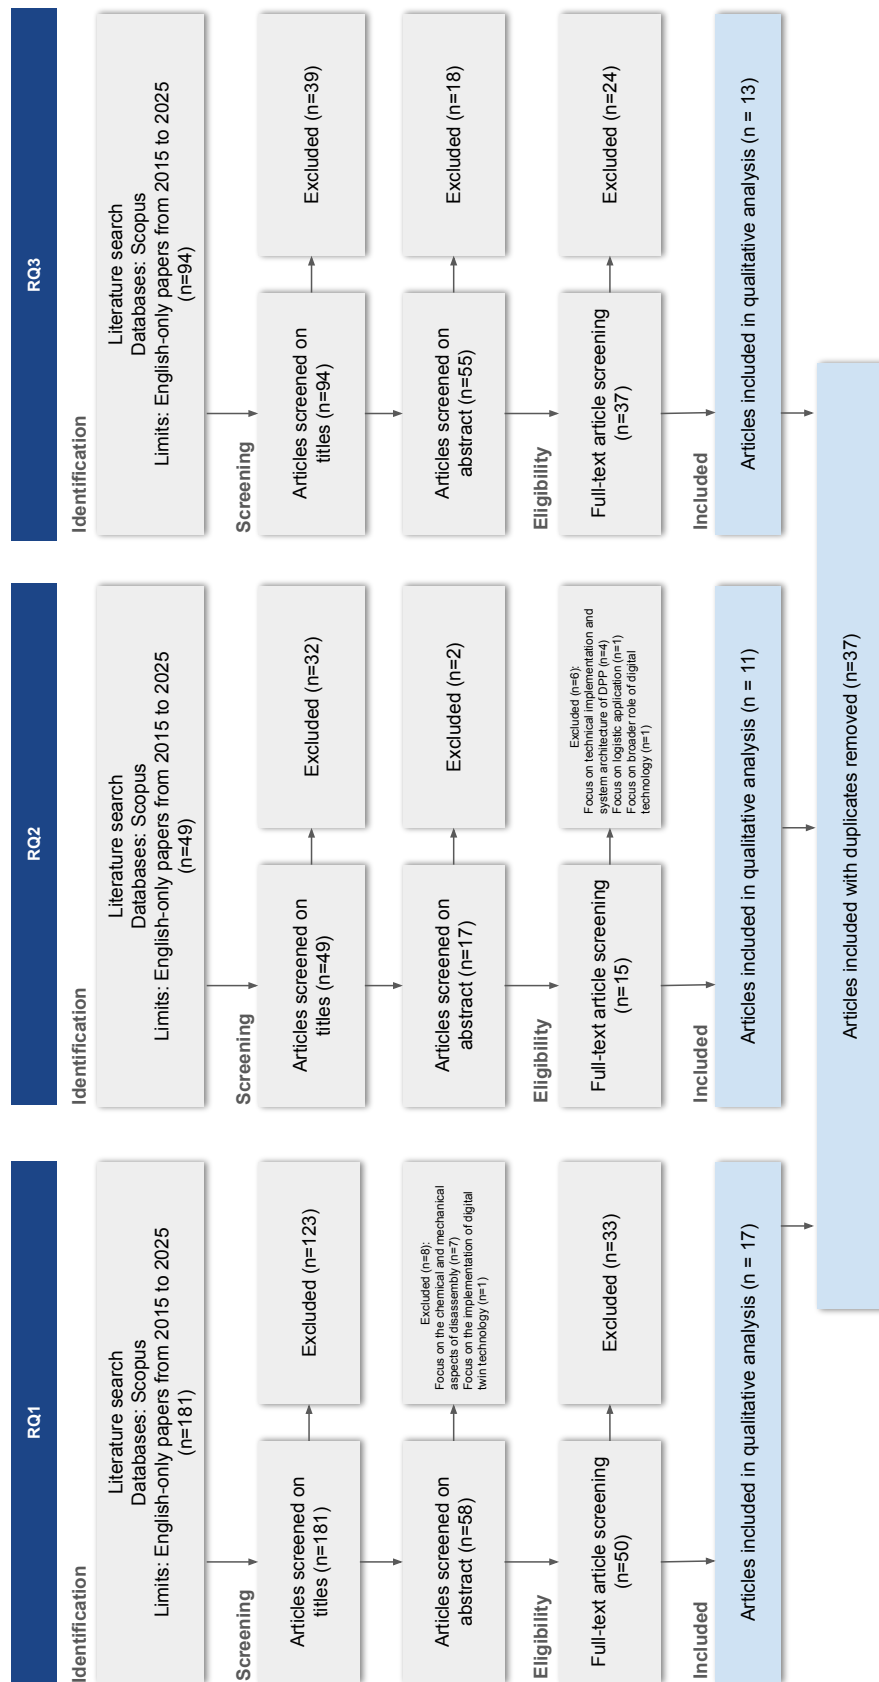 RQ1
Identification
Literature search
Databases: Scopus
Limits: English-only papers from 2015 to 2025
(n=181)
Screening
Articles screened on
titles (n=181)
Excluded (n=123)
Articles screened on
abstract (n=58)
Excluded (n=8):
Focus on the chemical and mechanical
aspects of disassembly (n=7)
Focus on the implementation of digital
twin technology (n=1)
Eligibility
Full-text article screening
(n=50)
Excluded (n=33)
Included
Articles included in qualitative analysis (n = 17)
RQ2
Identification
Literature search
Databases: Scopus
Limits: English-only papers from 2015 to 2025
(n=49)
Screening
Articles screened on
titles (n=49)
Excluded (n=32)
Articles screened on
abstract (n=17)
Excluded (n=2)
Eligibility
Full-text article screening
(n=15)
Excluded (n=6):
Focus on technical implementation and
system architecture of DPP (n=4)
Focus on logistic application (n=1)
Focus on broader role of digital
technology (n=1)
Included
Articles included in qualitative analysis (n = 11)
RQ3
Identification
Literature search
Databases: Scopus
Limits: English-only papers from 2015 to 2025
(n=94)
Screening
Articles screened on
titles (n=94)
Excluded (n=39)
Articles screened on
abstract (n=55)
Excluded (n=18)
Eligibility
Full-text article screening
(n=37)
Excluded (n=24)
Included
Articles included in qualitative analysis (n = 13)
Articles included with duplicates removed (n=37)